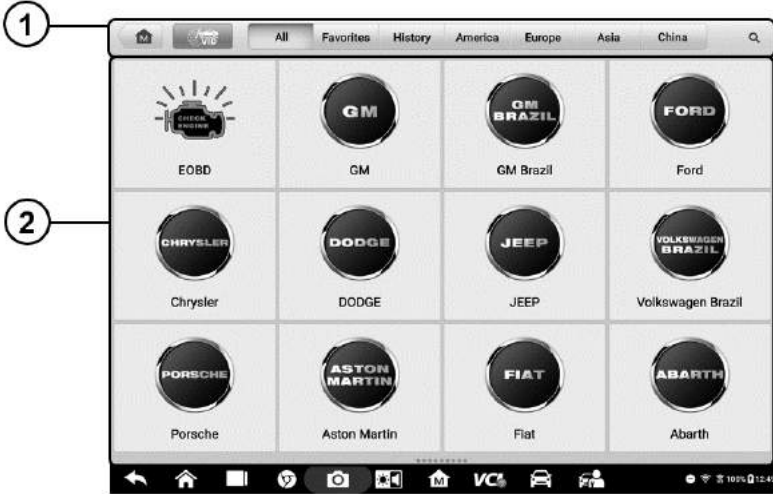 1
M VID All Favorites History America Europe Asia China
2
CHECK ENGINE GM GM BRAZIL FORD
EOBD GM GM Brazil Ford
CHRYSLER DODGE JEEP VOLKSWAGEN BRAZIL
Chrysler DODGE JEEP Volkswagen Brazil
PORSCHE ASTON MARTIN FIAT ABARTH
Porsche Aston Martin Fiat Abarth
M VC 100%